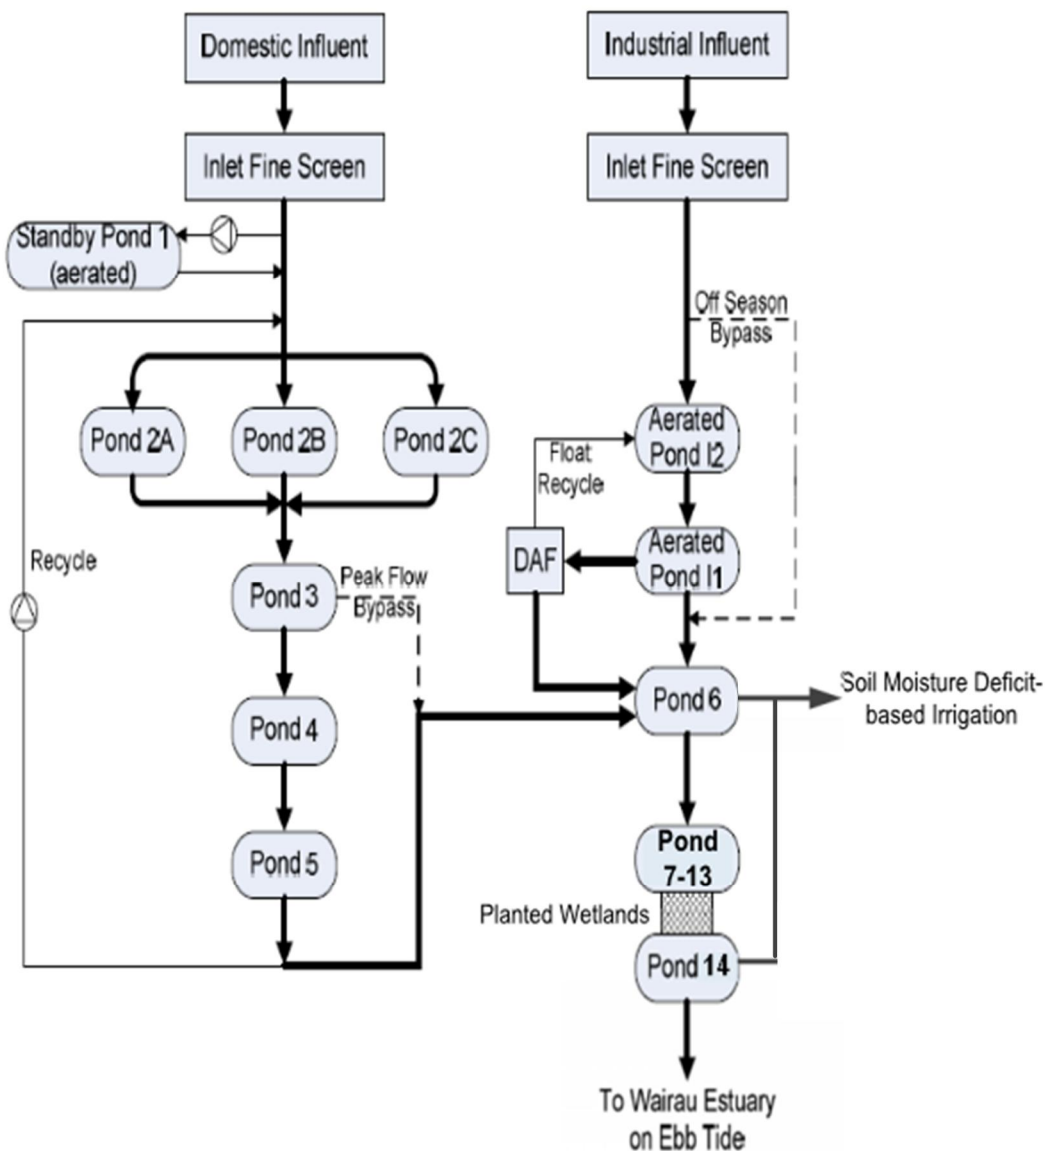 Domestic Influent
Industrial Influent
Inlet Fine Screen
Inlet Fine Screen
Standby Pond 1
(aerated)
Off Season
Bypass
Pond 2A
Pond 2B
Pond 2C
Aerated
Pond I2
Float
Recycle
Recycle
DAF
Aerated
Pond I1
Pond 3
Peak Flow
Bypass
Pond 4
Pond 6
Soil Moisture Deficit-
based Irrigation
Pond 5
Pond
7-13
Planted Wetlands
Pond 14
To Wairau Estuary
on Ebb Tide